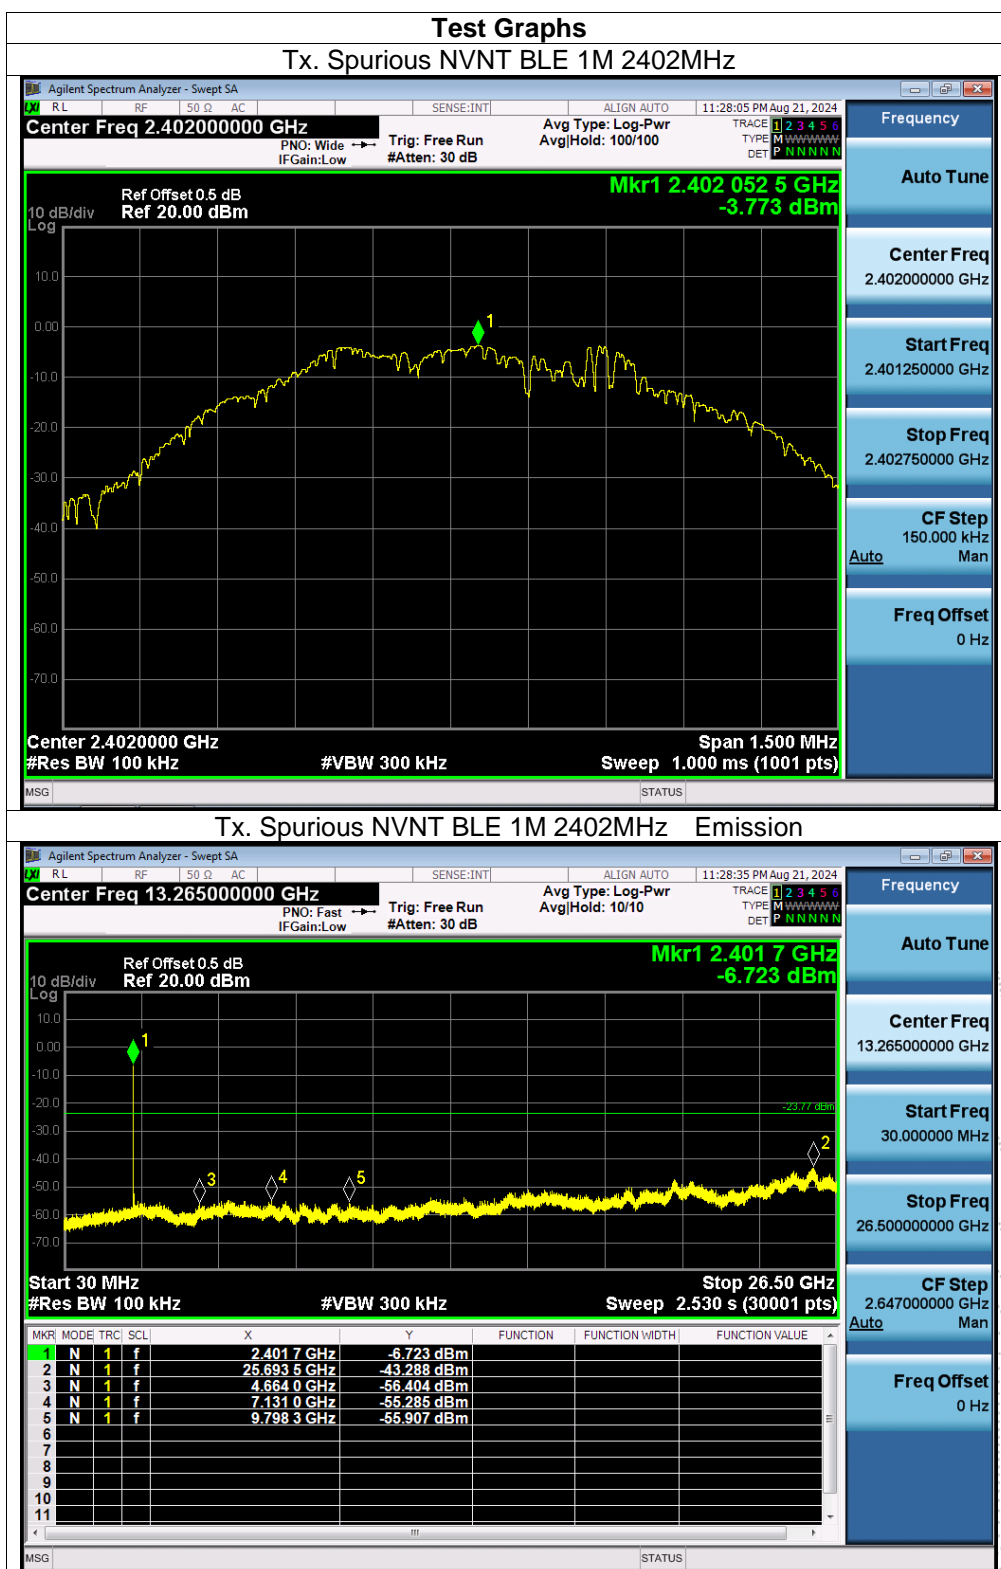 Test Graphs
Tx. Spurious NVNT BLE 1M 2402MHz
Agilent Spectrum Analyzer - Swept SA
LXI RL RF 50 Ω AC SENSE:INT ALIGN AUTO 11:28:05 PM Aug 21, 2024
Center Freq 2.402000000 GHz Avg Type: Log-Pwr TRACE 1 2 3 4 5 6
PNO: Wide Trig: Free Run Avg|Hold: 100/100 TYPE M WWWWW
IFGain:Low #Atten: 30 dB DET P N N N N N
Frequency
Mkr1 2.402 052 5 GHz
-3.773 dBm
Ref Offset 0.5 dB
10 dB/div Ref 20.00 dBm
Log
10.0
0.00
-10.0
-20.0
-30.0
-40.0
-50.0
-60.0
-70.0
1
Center 2.4020000 GHz Span 1.500 MHz
#Res BW 100 kHz #VBW 300 kHz Sweep 1.000 ms (1001 pts)
Auto Tune
Center Freq
2.402000000 GHz
Start Freq
2.401250000 GHz
Stop Freq
2.402750000 GHz
CF Step
150.000 kHz
Auto Man
Freq Offset
0 Hz
MSG STATUS
Tx. Spurious NVNT BLE 1M 2402MHz Emission
Agilent Spectrum Analyzer - Swept SA
LXI RL RF 50 Ω AC SENSE:INT ALIGN AUTO 11:28:35 PM Aug 21, 2024
Center Freq 13.265000000 GHz Avg Type: Log-Pwr TRACE 1 2 3 4 5 6
PNO: Fast Trig: Free Run Avg|Hold: 10/10 TYPE M WWWWW
IFGain:Low #Atten: 30 dB DET P N N N N N
Frequency
Mkr1 2.401 7 GHz
-6.723 dBm
Ref Offset 0.5 dB
10 dB/div Ref 20.00 dBm
Log
10.0
0.00
-10.0
-20.0
-30.0
-40.0
-50.0
-60.0
-70.0
1
-23.77 dBm
2
3
4
5
Start 30 MHz Stop 26.50 GHz
#Res BW 100 kHz #VBW 300 kHz Sweep 2.530 s (30001 pts)
MKR MODE TRC SCL X Y FUNCTION FUNCTION WIDTH FUNCTION VALUE
1 N 1 f 2.401 7 GHz -6.723 dBm
2 N 1 f 25.693 5 GHz -43.288 dBm
3 N 1 f 4.664 0 GHz -56.404 dBm
4 N 1 f 7.131 0 GHz -55.285 dBm
5 N 1 f 9.798 3 GHz -55.907 dBm
6
7
8
9
10
11
Auto Tune
Center Freq
13.265000000 GHz
Start Freq
30.000000 MHz
Stop Freq
26.500000000 GHz
CF Step
2.647000000 GHz
Auto Man
Freq Offset
0 Hz
MSG STATUS